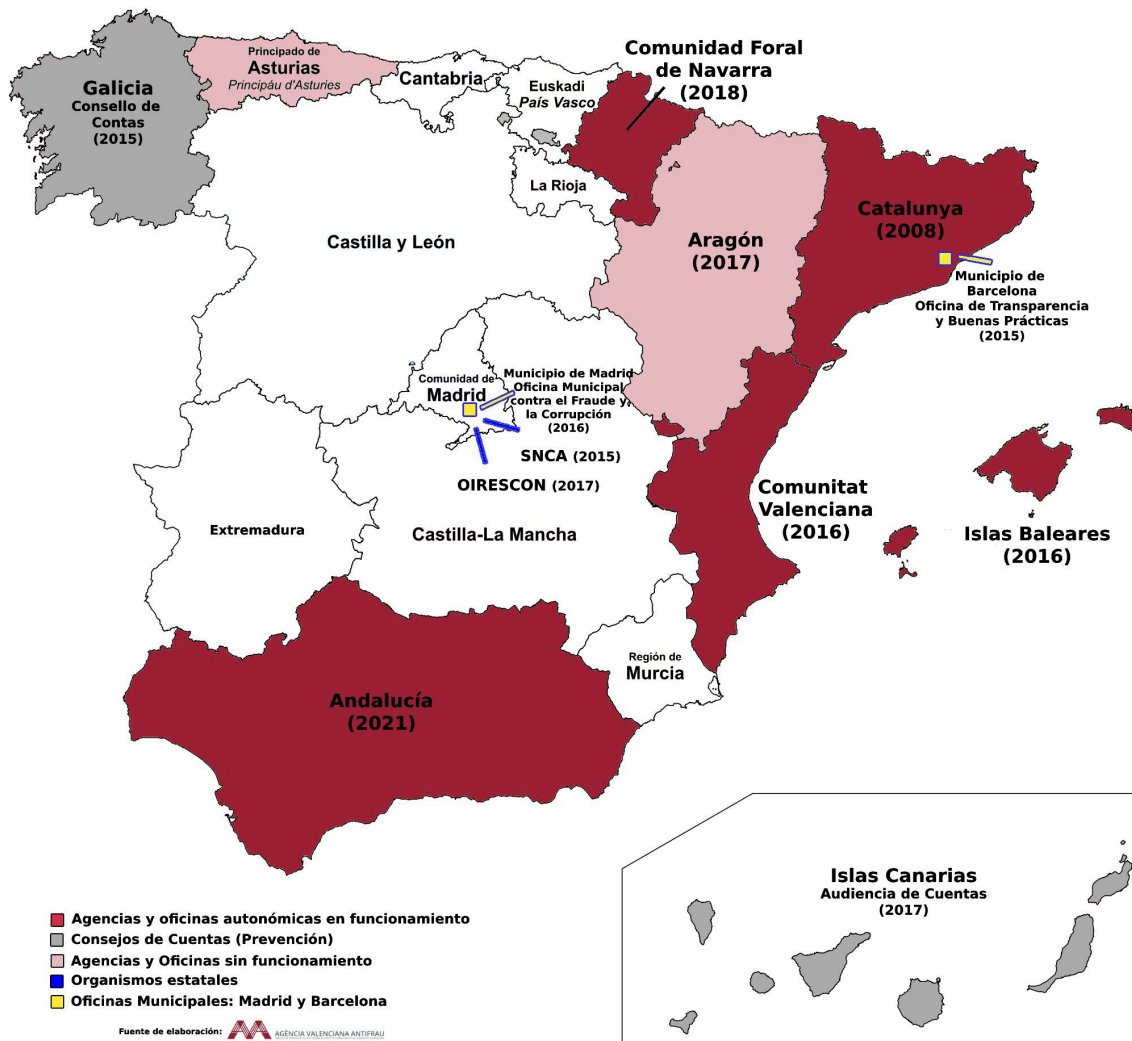 Principado de
Asturias
Principáu d'Asturies
Cantabria
Euskadi
País Vasco
Comunidad Foral
de Navarra
(2018)
Galicia
Consello de
Contas
(2015)
La Rioja
Castilla y León
Aragón
(2017)
Catalunya
(2008)
Municipio de
Barcelona
Oficina de Transparencia
y Buenas Prácticas
(2015)
Comunidad de
Madrid
Municipio de Madrid
Oficina Municipal
contra el Fraude y
la Corrupción
(2016)
SNCA (2015)
OIRESCON (2017)
Comunitat
Valenciana
(2016)
Islas Baleares
(2016)
Extremadura
Castilla-La Mancha
Región de
Murcia
Andalucía
(2021)
Islas Canarias
Audiencia de Cuentas
(2017)
Agencias y oficinas autonómicas en funcionamiento
Consejos de Cuentas (Prevención)
Agencias y Oficinas sin funcionamiento
Organismos estatales
Oficinas Municipales: Madrid y Barcelona
Fuente de elaboración:
AGÈNCIA VALENCIANA ANTIFRAU